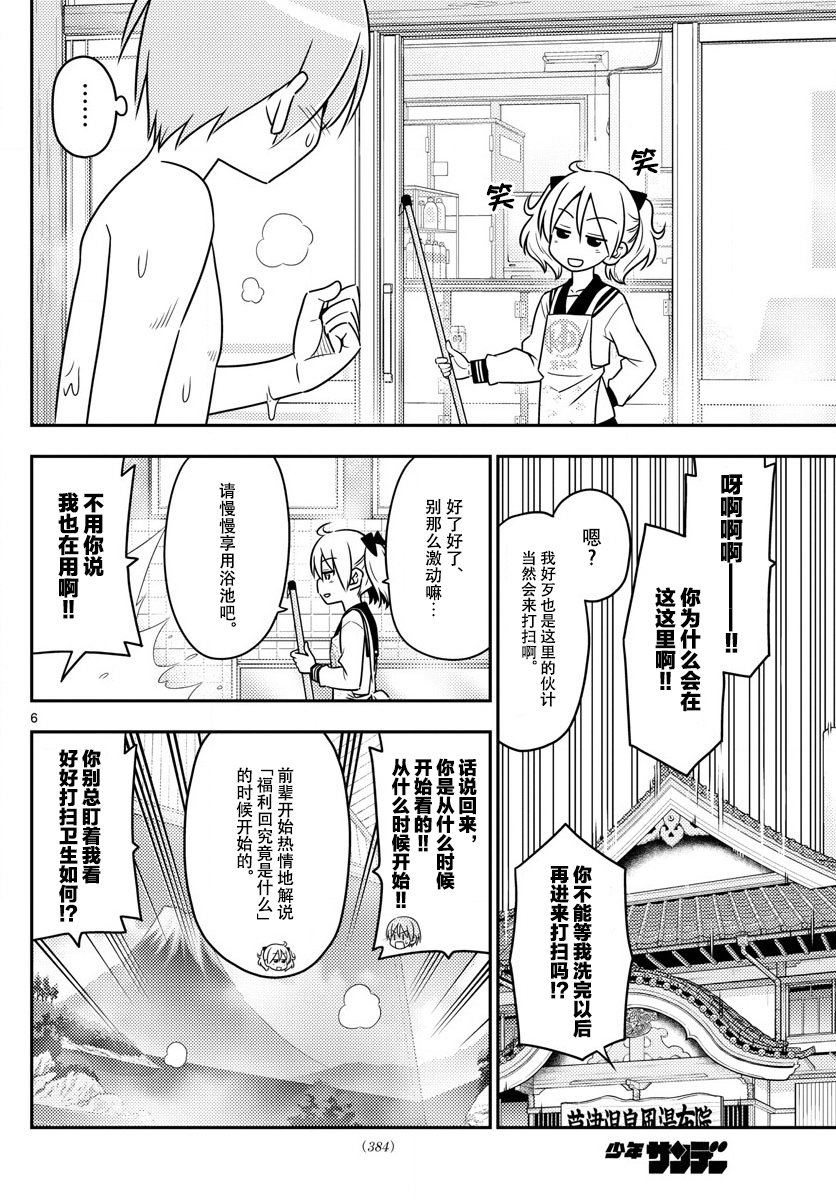 ……
笑
笑
呀啊啊啊——!!
你为什么会在
这这里啊!!
嗯?
我好歹也是这里的伙计
当然会来打扫啊。
你不能等我洗完以后
再进来打扫吗!?
好了好了、
别那么激动嘛…
请慢慢享用浴池吧。
不用你说
我也在用啊!!
6
话说回来,
你是从什么时候
开始看的!!
从什么时候开始!!
前辈开始热情地解说
「福利回究竟是什么」
的时候开始的。
你别总盯着我看
好好打扫卫生如何!?
(384)
少年サンデー